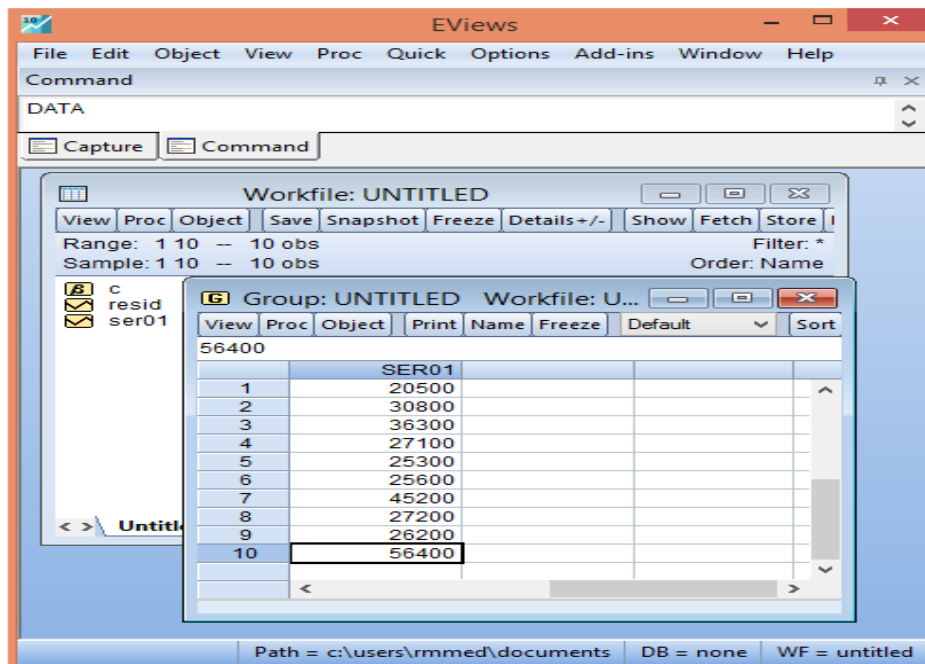 EViews
File Edit Object View Proc Quick Options Add-ins Window Help
Command
DATA
Capture Command
Workfile: UNTITLED
View Proc Object Save Snapshot Freeze Details+/- Show Fetch Store
Range: 1 10 -- 10 obs Filter: *
Sample: 1 10 -- 10 obs Order: Name
c
resid
ser01
Group: UNTITLED Workfile: U...
View Proc Object Print Name Freeze Default Sort
56400
SER01
1 20500
2 30800
3 36300
4 27100
5 25300
6 25600
7 45200
8 27200
9 26200
10 56400
< > Untitl
Path = c:\users\rmmed\documents DB = none WF = untitled